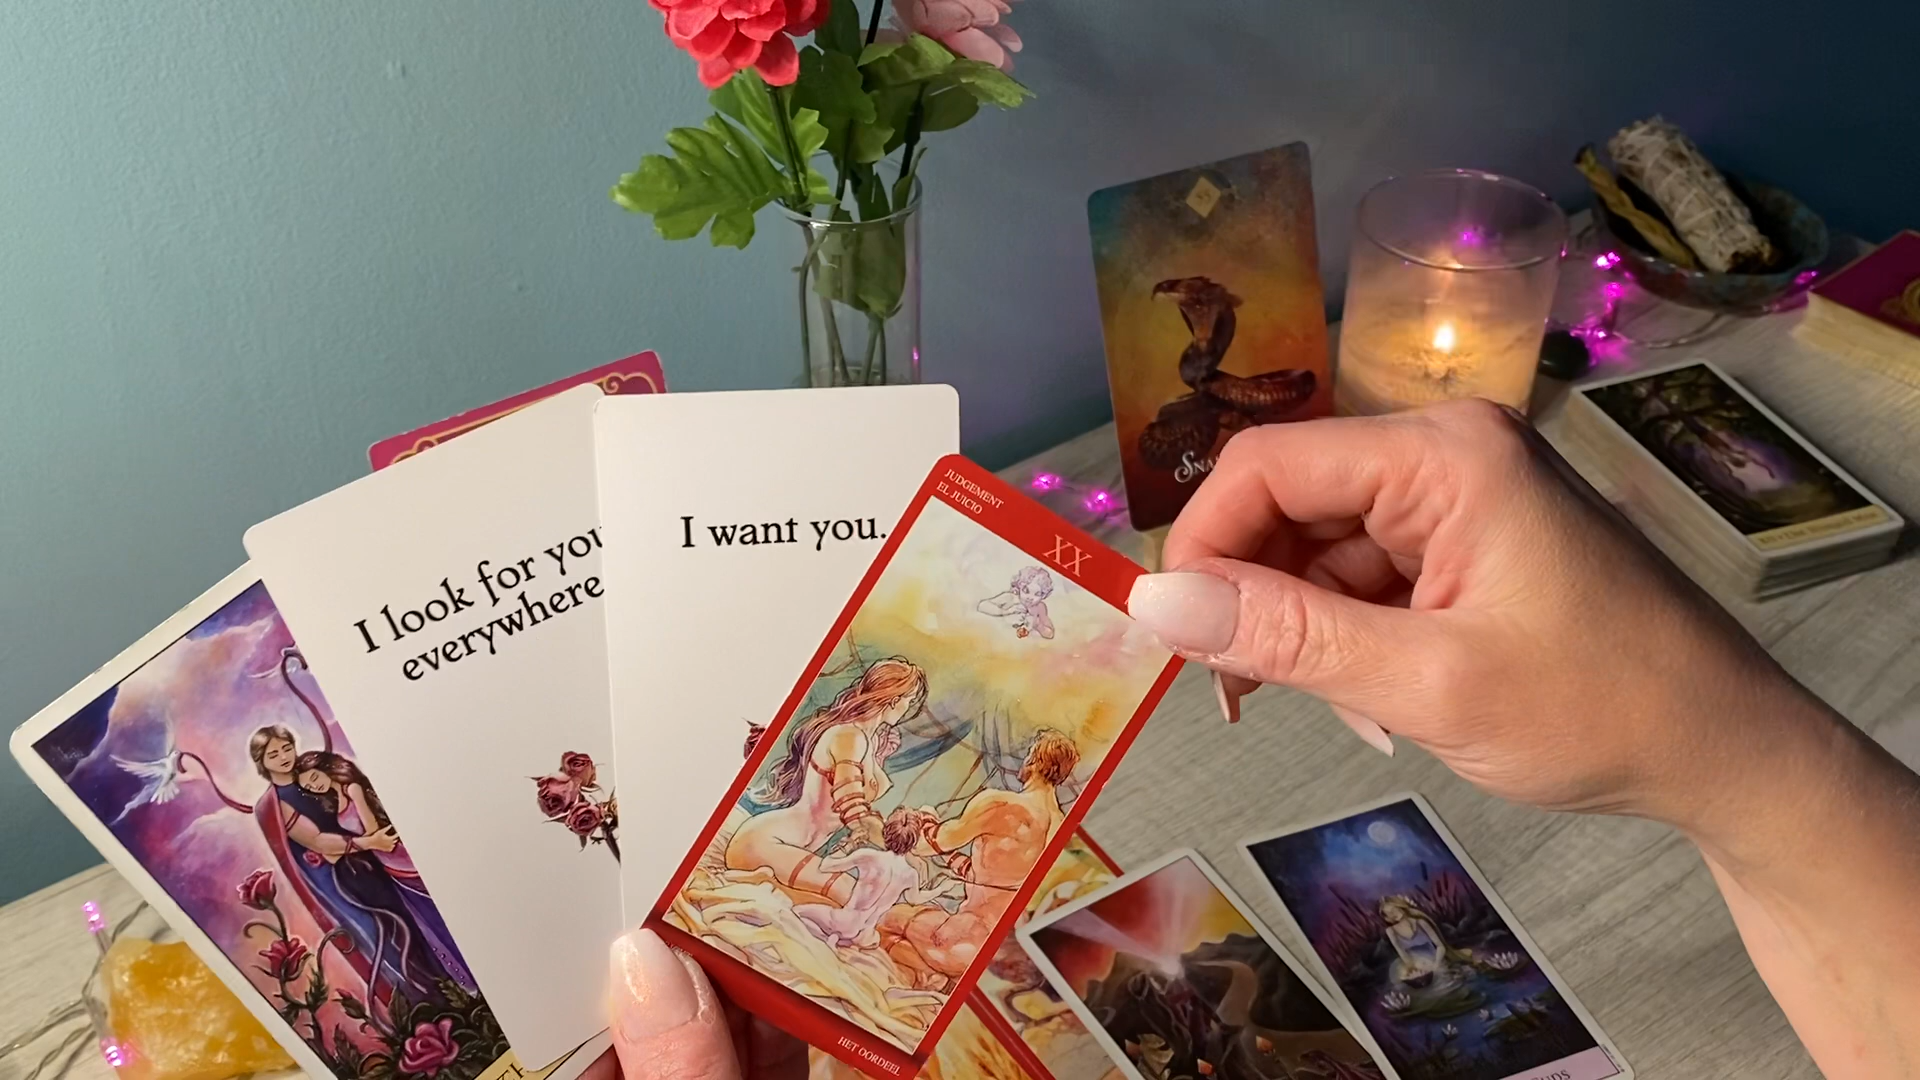 I look for you
everywhere
I want you.
JUDGEMENT
EL JUICIO
XX
HET OORDEEL